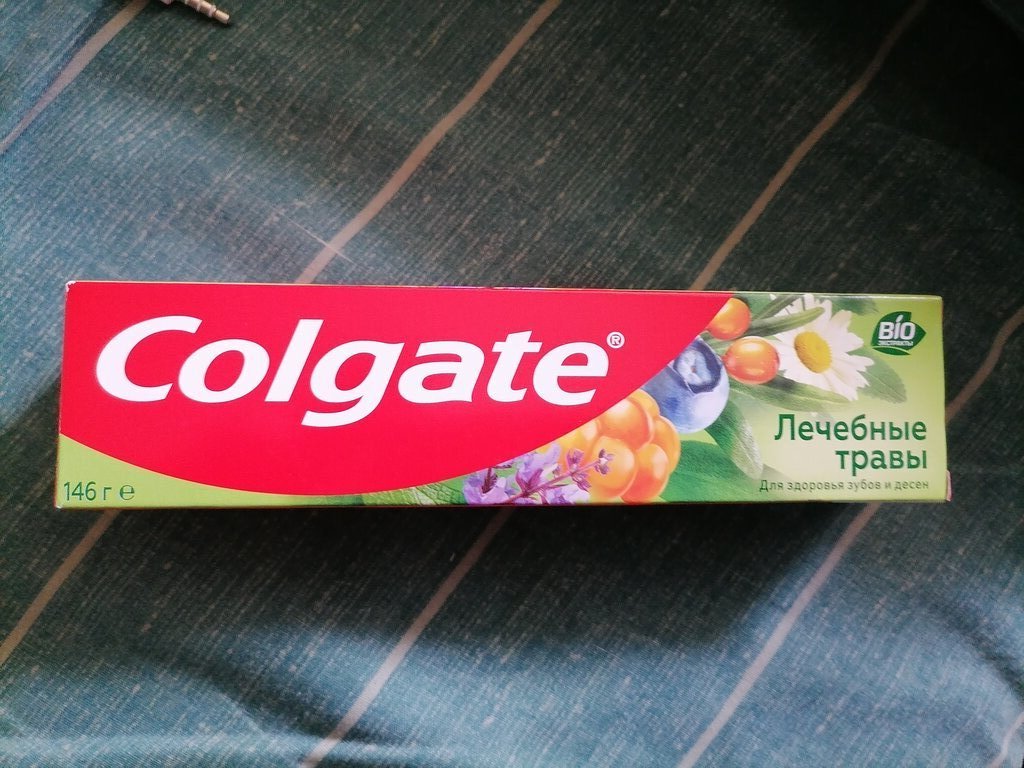 Colgate®
BIO
ЭКСТРАКТЫ
Лечебные
травы
Для здоровья зубов и десен
146 г ℮